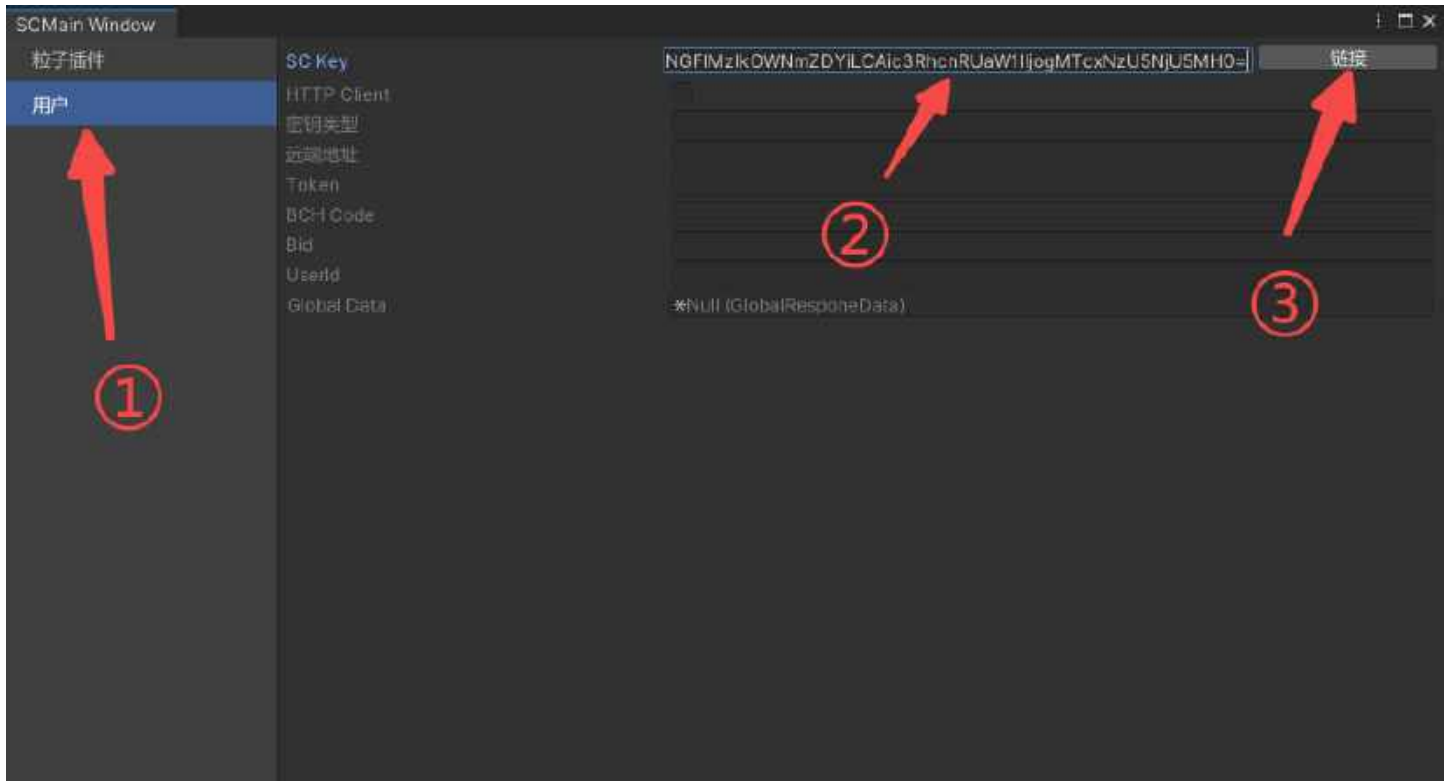 SCMain Window
粒子插件
用户
SC Key
NGFIMzIkOWNmZDYiLCAic3RhcnRUaW1lIjogMTcxNzU5NjU5MH0=
链接
HTTP Client
密钥类型
远端地址
Token
BCH Code
Bid
UserId
Global Data
*Null (GlobalResponeData)
①
②
③